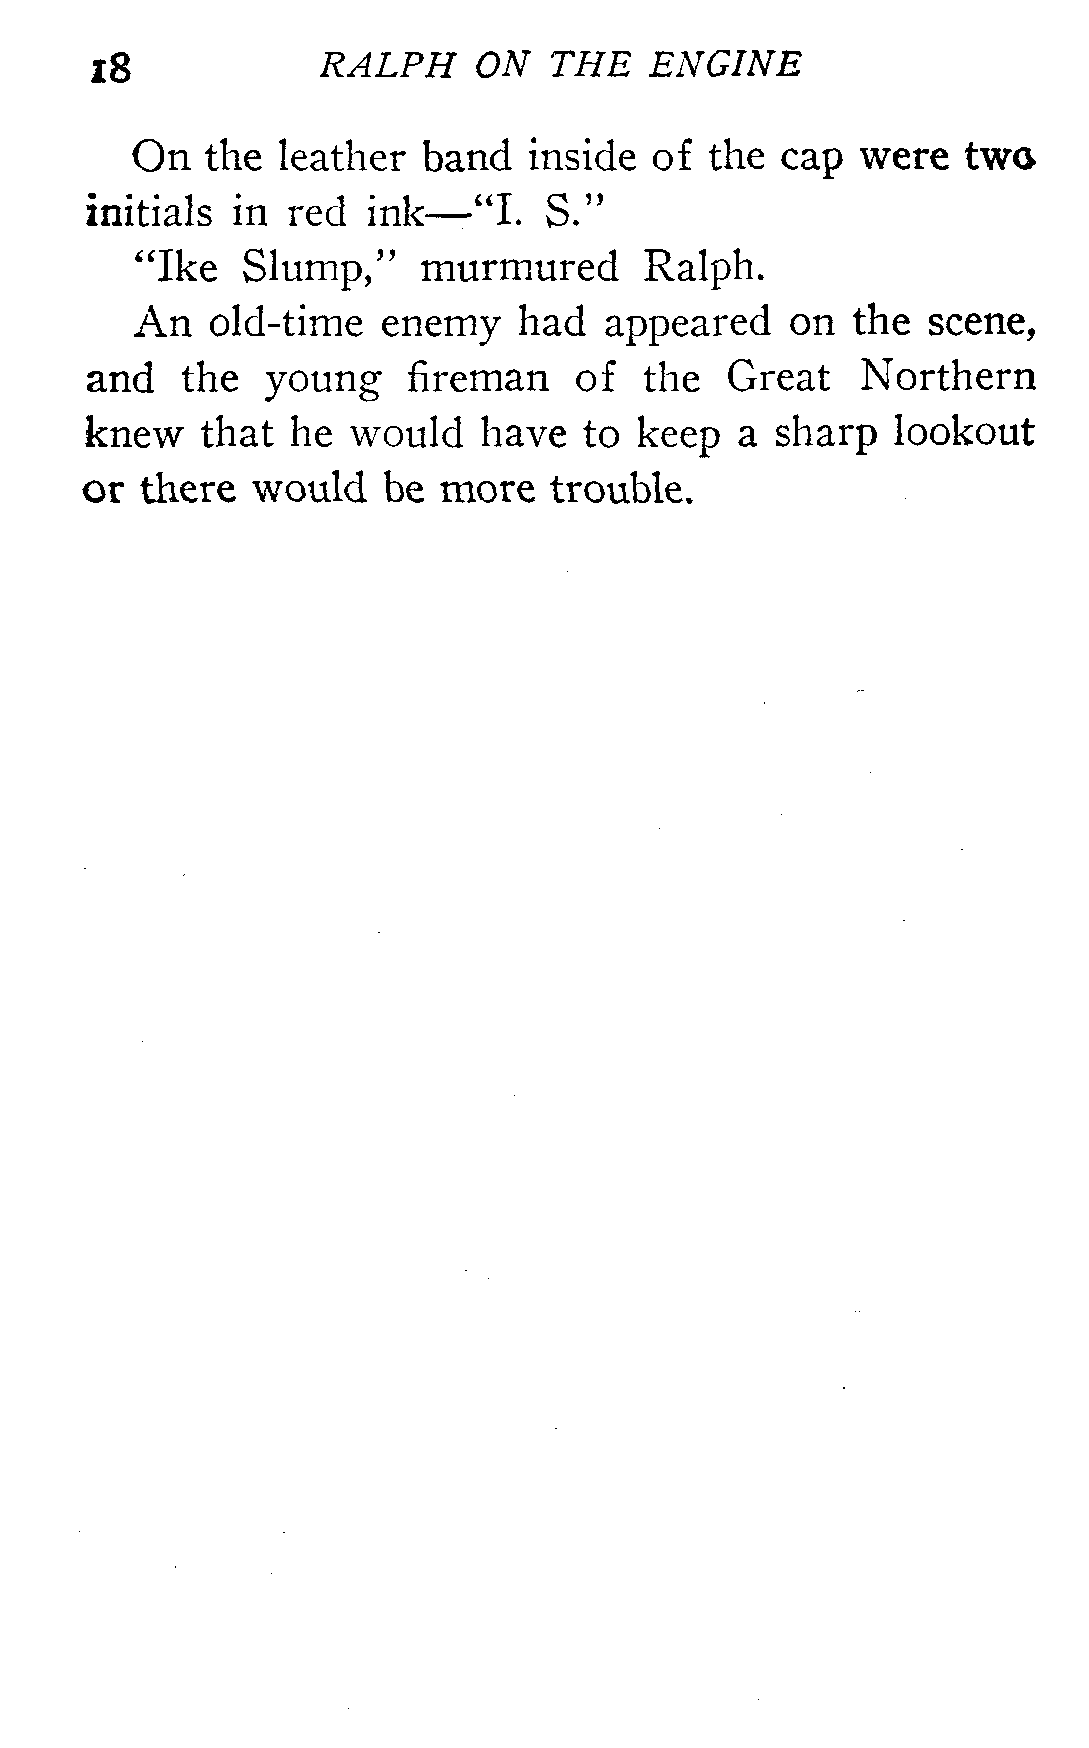 18 RALPH ON THE ENGINE
On the leather band inside of the cap were two
initials in red ink—“I. S.”
“Ike Slump,” murmured Ralph.
An old-time enemy had appeared on the scene,
and the young fireman of the Great Northern
knew that he would have to keep a sharp lookout
or there would be more trouble.